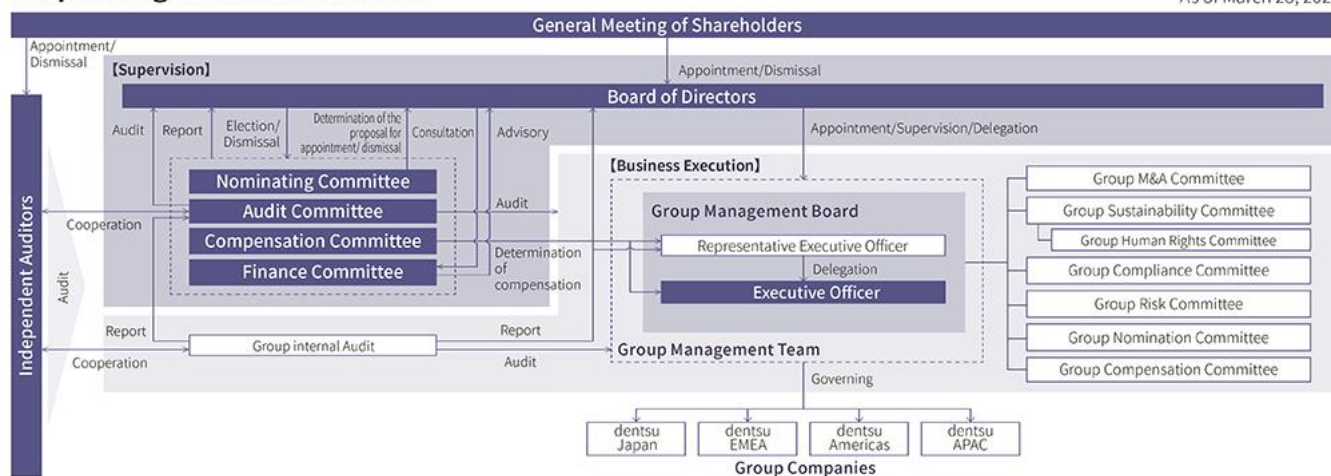 General Meeting of Shareholders
Appointment/
Dismissal
【Supervision】
Appointment/Dismissal
Board of Directors
Audit
Report
Election/
Dismissal
Determination of the
proposal for
appointment/ dismissal
Consultation
Advisory
Appointment/Supervision/Delegation
Nominating Committee
Audit Committee
Compensation Committee
Finance Committee
Cooperation
Audit
Determination
of
compensation
【Business Execution】
Group Management Board
Representative Executive Officer
Delegation
Executive Officer
Group Management Team
Group M&A Committee
Group Sustainability Committee
Group Human Rights Committee
Group Compliance Committee
Group Risk Committee
Group Nomination Committee
Group Compensation Committee
Independent Auditors
Audit
Report
Cooperation
Group internal Audit
Report
Audit
Governing
dentsu
Japan
dentsu
EMEA
dentsu
Americas
dentsu
APAC
Group Companies